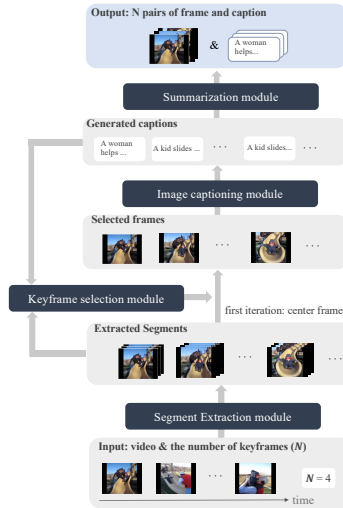 Output: N pairs of frame and caption
&
A woman
helps...
Summarization module
Generated captions
A woman
helps ...
A kid slides ...
. . .
A kid slides...
. . .
Image captioning module
Selected frames
. . .
. . .
Keyframe selection module
first iteration: center frame
Extracted Segments
. . .
. . .
Segment Extraction module
Input: video & the number of keyframes (N)
. . .
N = 4
time